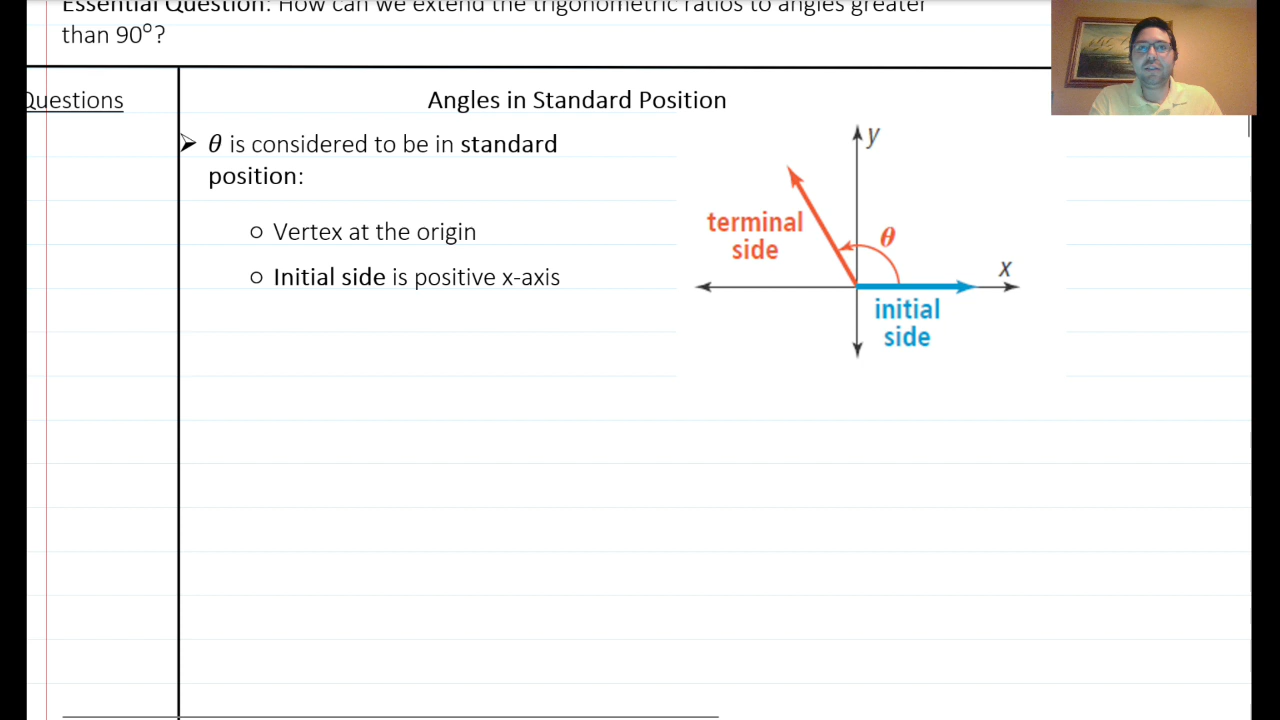 Essential Question: How can we extend the trigonometric ratios to angles greater
than 90°?
Questions
Angles in Standard Position
➤ θ is considered to be in standard
position:
○ Vertex at the origin
○ Initial side is positive x-axis
y
terminal
side
θ
x
initial
side